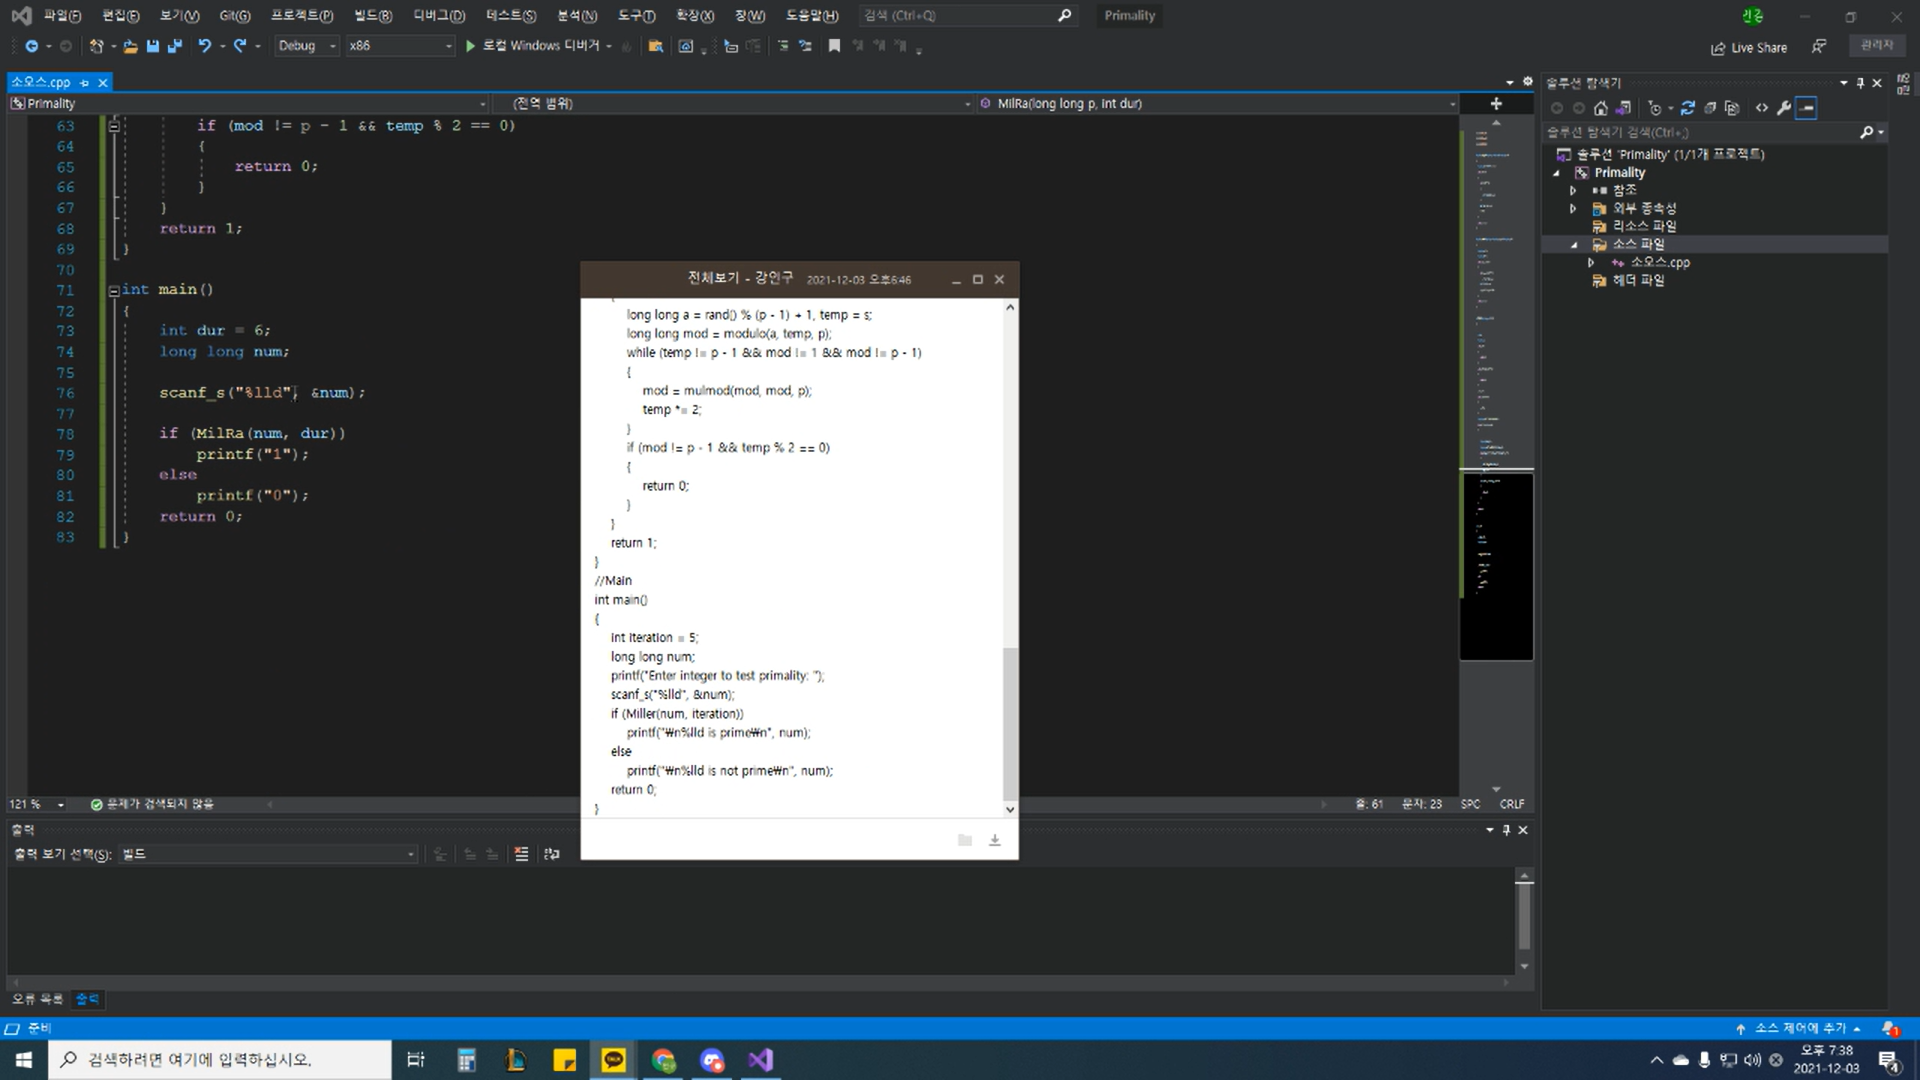 파일(F) 편집(E) 보기(V) Git(G) 프로젝트(P) 빌드(B) 디버그(D) 테스트(S) 분석(N) 도구(T) 확장(X) 창(W) 도움말(H) 검색 (Ctrl+Q) Primality
Debug x86 로컬 Windows 디버거 Live Share 관리자
소오스.cpp
Primality (전역 범위) MilRa(long long p, int dur)
63 if (mod != p - 1 && temp % 2 == 0)
64 {
65 return 0;
66 }
67 }
68 return 1;
69 }
70
71 int main()
72 {
73 int dur = 6;
74 long long num;
75
76 scanf_s("%lld", &num);
77
78 if (MilRa(num, dur))
79 printf("1");
80 else
81 printf("0");
82 return 0;
83 }
121 % 문제가 검색되지 않음 줄: 61 문자: 23 SPC CRLF
전체보기 - 강인구 2021-12-03 오후6:46
long long a = rand() % (p - 1) + 1, temp = s;
long long mod = modulo(a, temp, p);
while (temp != p - 1 && mod != 1 && mod != p - 1)
{
mod = mulmod(mod, mod, p);
temp *= 2;
}
if (mod != p - 1 && temp % 2 == 0)
{
return 0;
}
}
return 1;
}
//Main
int main()
{
int iteration = 5;
long long num;
printf("Enter integer to test primality: ");
scanf_s("%lld", &num);
if (Miller(num, iteration))
printf("₩n%lld is prime₩n", num);
else
printf("₩n%lld is not prime₩n", num);
return 0;
}
솔루션 탐색기
솔루션 탐색기 검색(Ctrl+;)
솔루션 'Primality' (1/1개 프로젝트)
Primality
참조
외부 종속성
리소스 파일
소스 파일
소오스.cpp
헤더 파일
출력
출력 보기 선택(S): 빌드
오류 목록 출력
준비 소스 제어에 추가 1
검색하려면 여기에 입력하십시오.
TALK
오후 7:38
2021-12-03
4